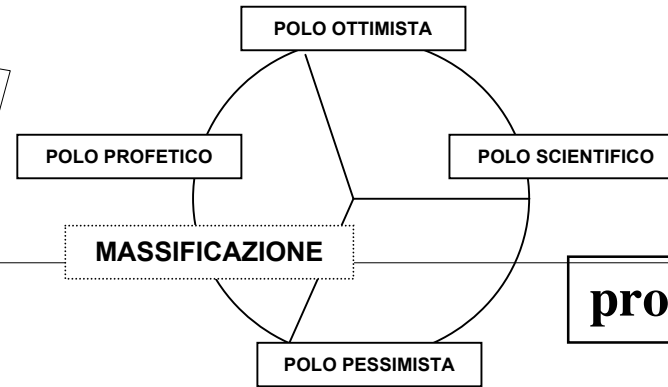 POLO OTTIMISTA
POLO PROFETICO
POLO SCIENTIFICO
MASSIFICAZIONE
pro
POLO PESSIMISTA